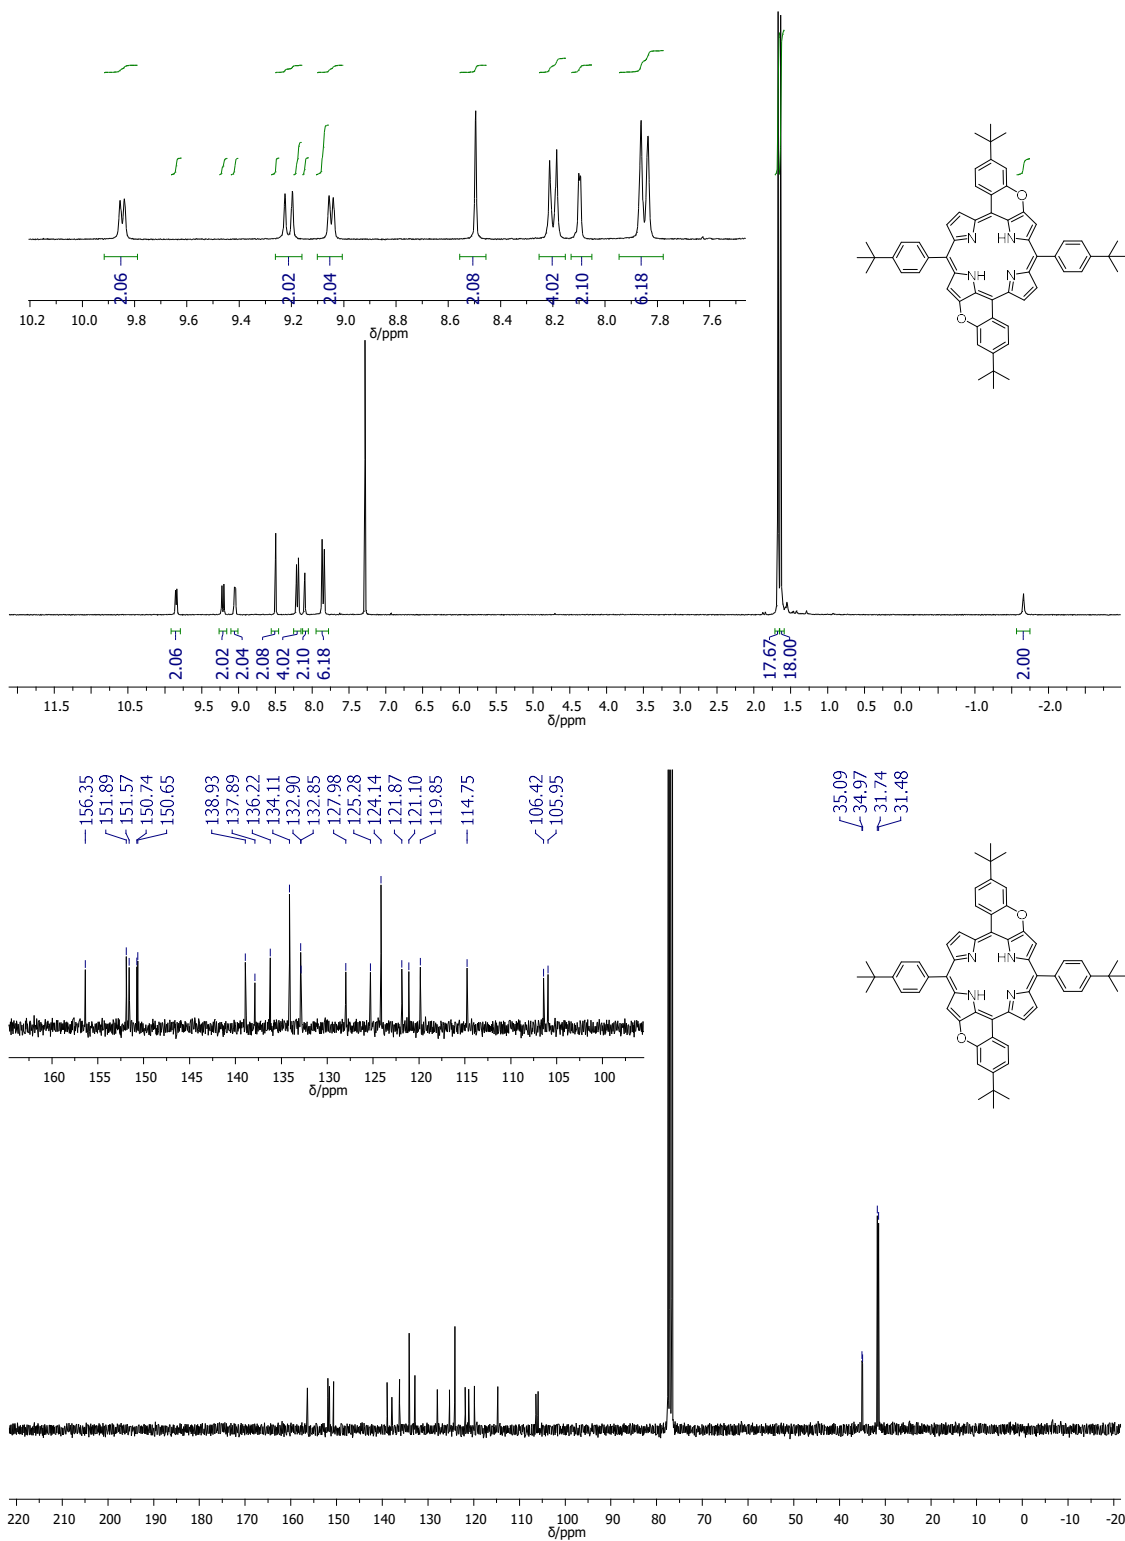 2.06 2.02 2.04 2.08 4.02 2.10 6.18
10.2 10.0 9.8 9.6 9.4 9.2 9.0 8.8 8.6 8.4 8.2 8.0 7.8 7.6
δ/ppm
O
N HN
NH N
O
2.06 2.02 2.04 2.08 4.02 2.10 6.18 17.67 18.00 2.00
11.5 10.5 9.5 9.0 8.5 8.0 7.5 7.0 6.5 6.0 5.5 5.0 4.5 4.0 3.5 3.0 2.5 2.0 1.5 1.0 0.5 0.0 -1.0 -2.0
δ/ppm
156.35 151.89 151.57 150.74 150.65 138.93 137.89 136.22 134.11 132.90 132.85 127.98 125.28 124.14 121.87 121.10 119.85 114.75 106.42 105.95 35.09 34.97 31.74 31.48
O
N HN
NH N
O
160 155 150 145 140 135 130 125 120 115 110 105 100
δ/ppm
220 210 200 190 180 170 160 150 140 130 120 110 100 90 80 70 60 50 40 30 20 10 0 -10 -20
δ/ppm